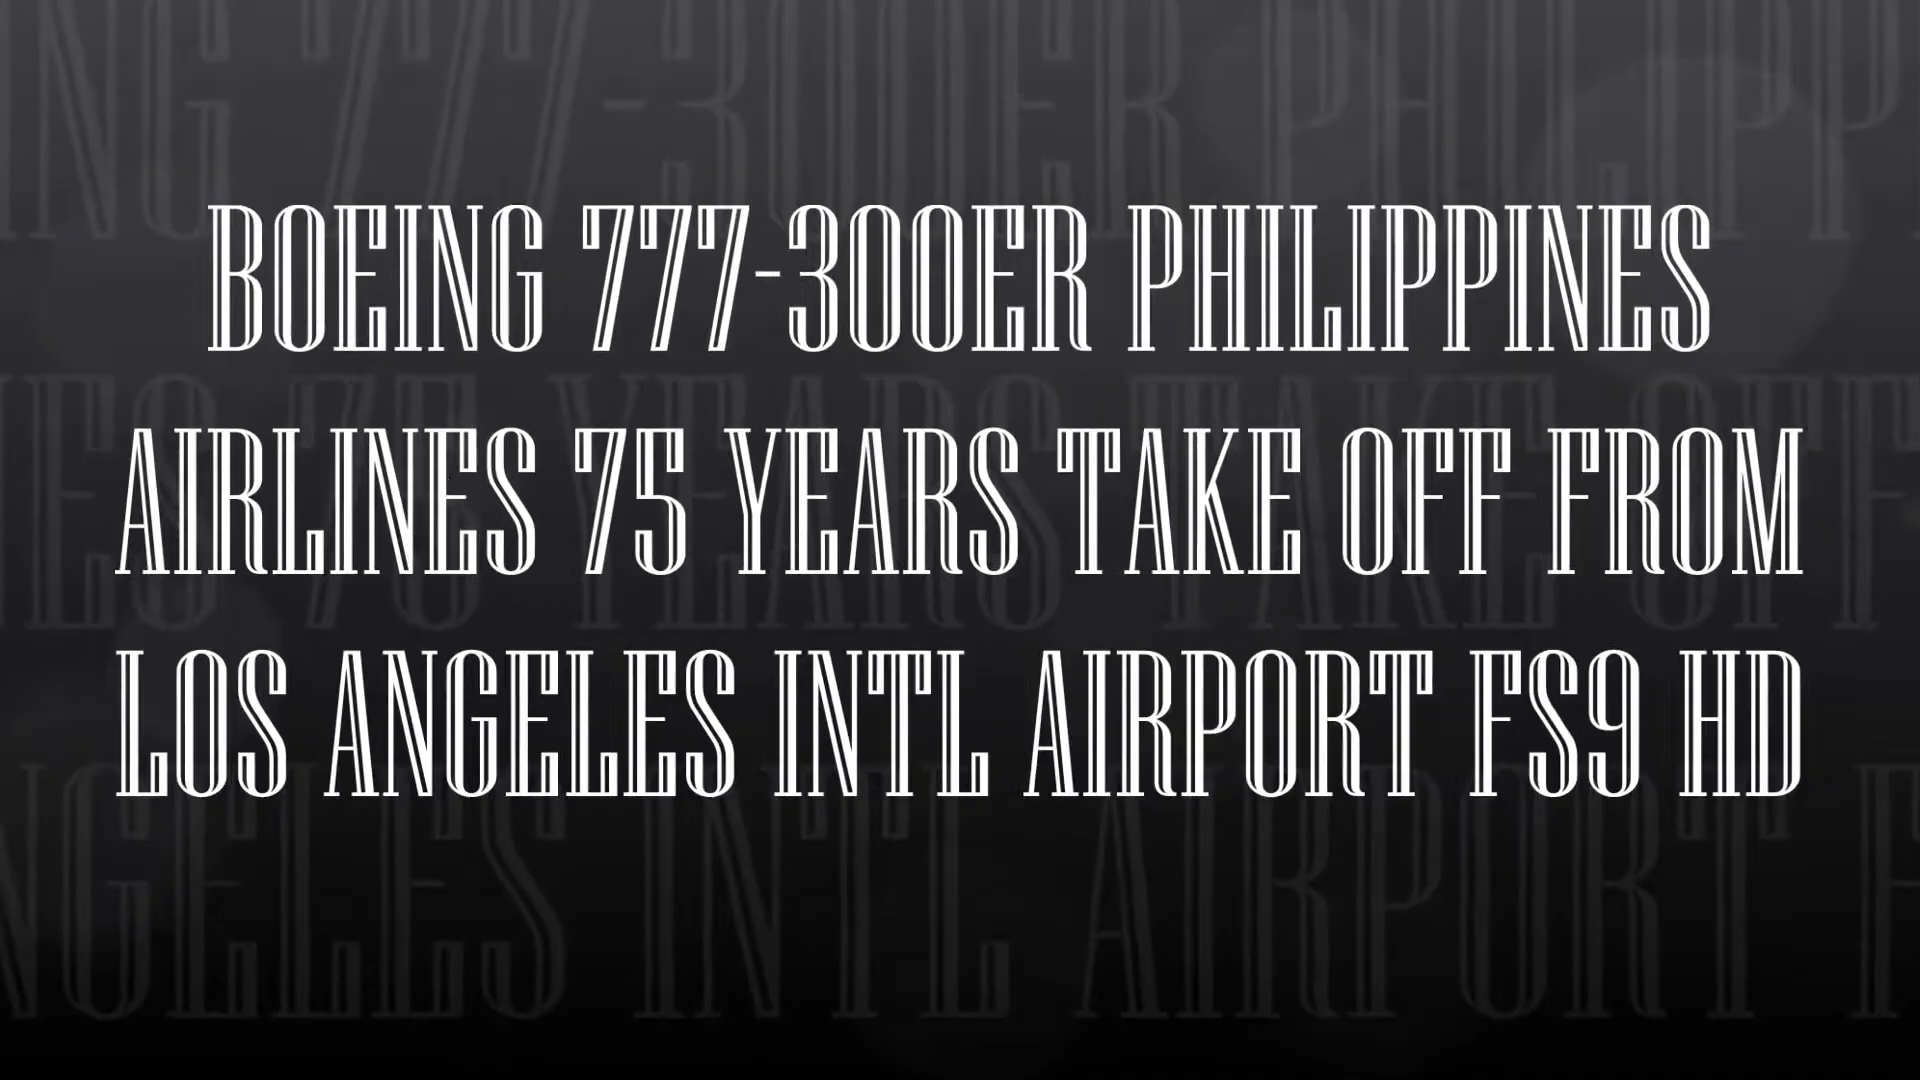 BOEING 777-300ER PHILIPPINES
AIRLINES 75 YEARS TAKE OFF FROM
LOS ANGELES INTL AIRPORT FS9 HD